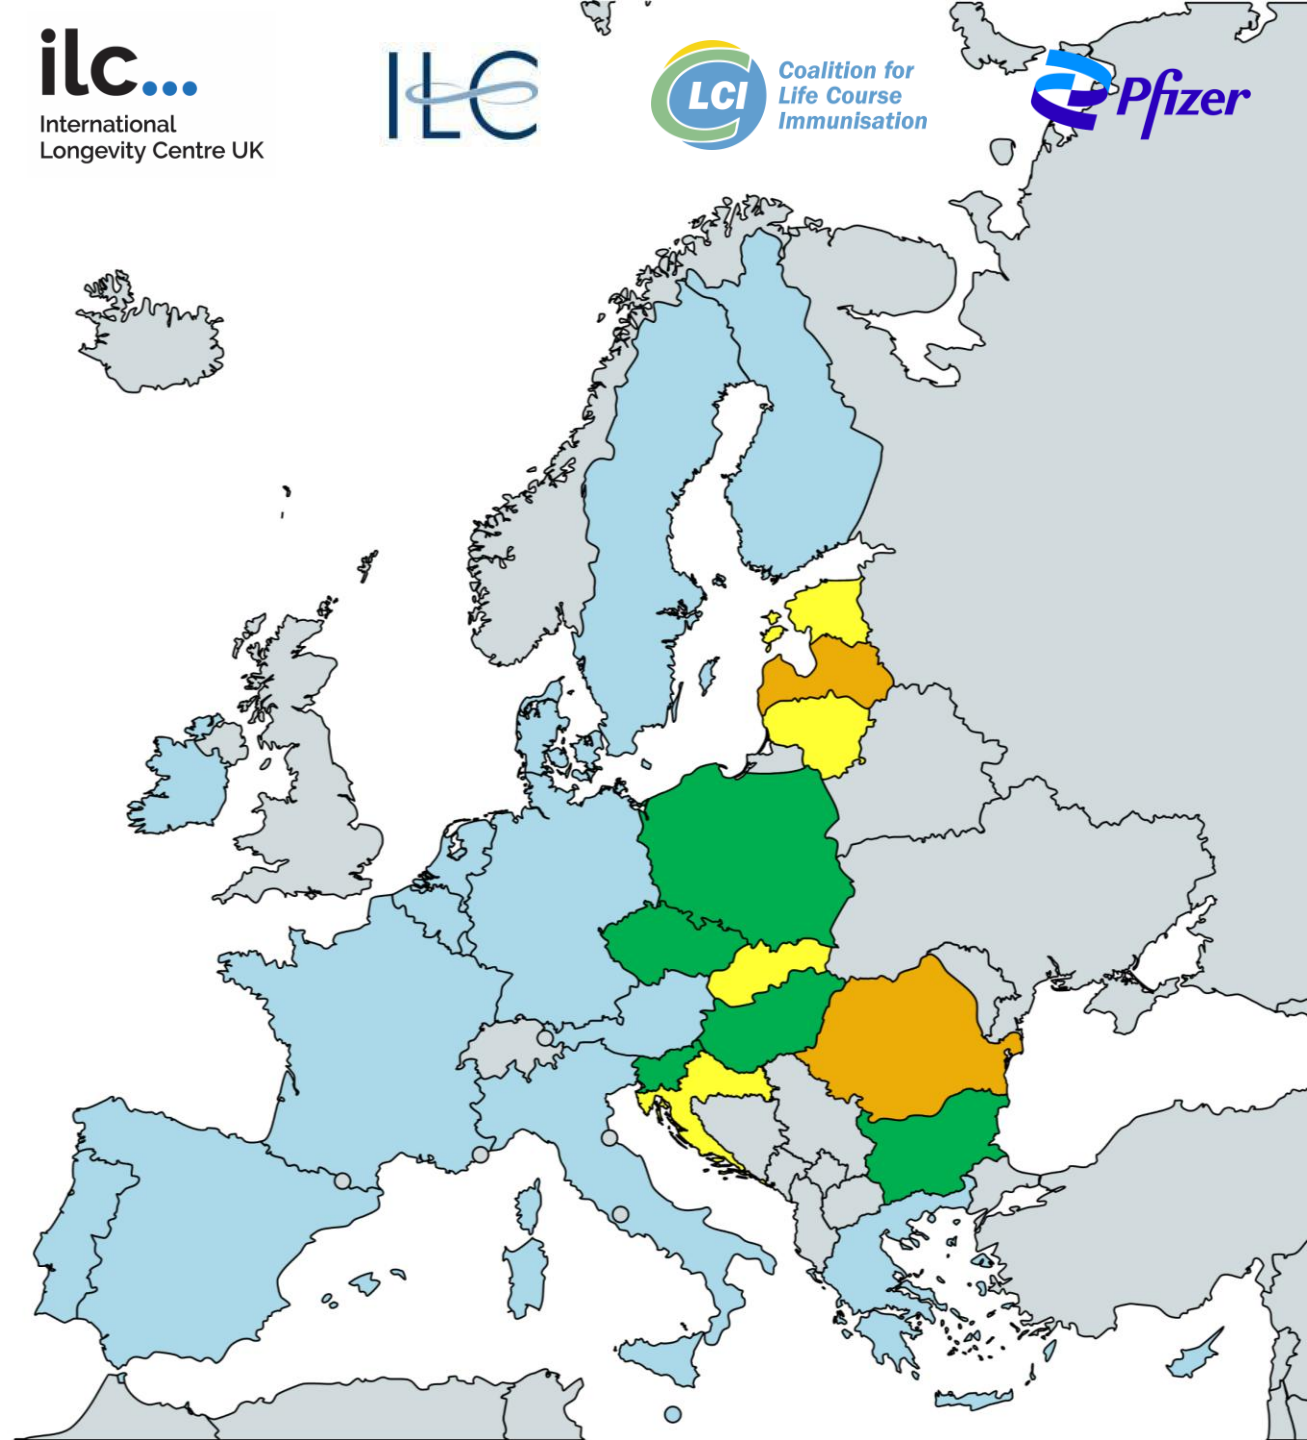 ilc...
International
Longevity Centre UK
ILC
LCI
Coalition for
Life Course
Immunisation
Pfizer